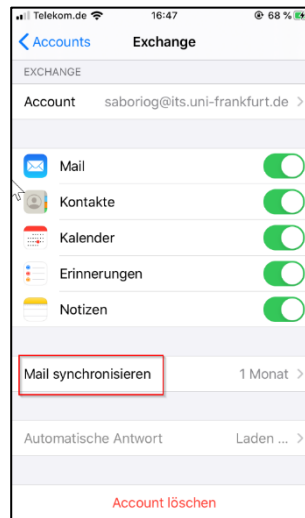 Telekom.de 16:47 68 %
Accounts Exchange
EXCHANGE
Account saboriog@its.uni-frankfurt.de
Mail
Kontakte
Kalender
Erinnerungen
Notizen
Mail synchronisieren 1 Monat
Automatische Antwort Laden ...
Account löschen